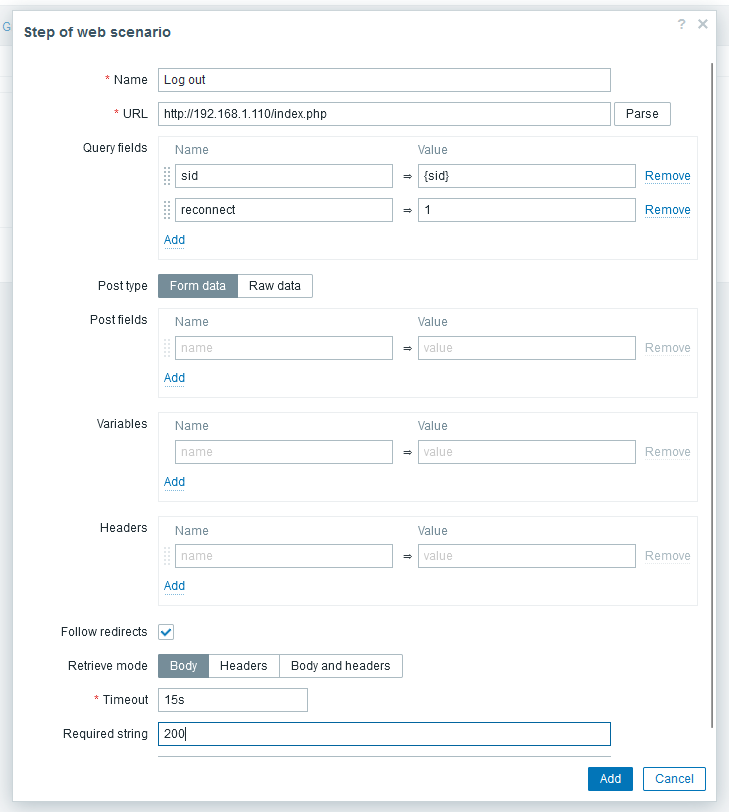 G
Step of web scenario ? ×
* Name Log out
* URL http://192.168.1.110/index.php Parse
Query fields Name Value
sid ⇒ {sid} Remove
reconnect ⇒ 1 Remove
Add
Post type Form data Raw data
Post fields Name Value
name ⇒ value Remove
Add
Variables Name Value
name ⇒ value Remove
Add
Headers Name Value
name ⇒ value Remove
Add
Follow redirects
Retrieve mode Body Headers Body and headers
* Timeout 15s
Required string 200
Add Cancel